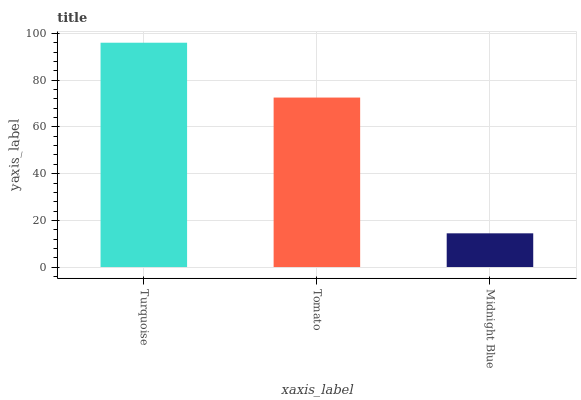 title
100
80
60
40
20
0
yaxis_label
Turquoise
Tomato
Midnight Blue
xaxis_label